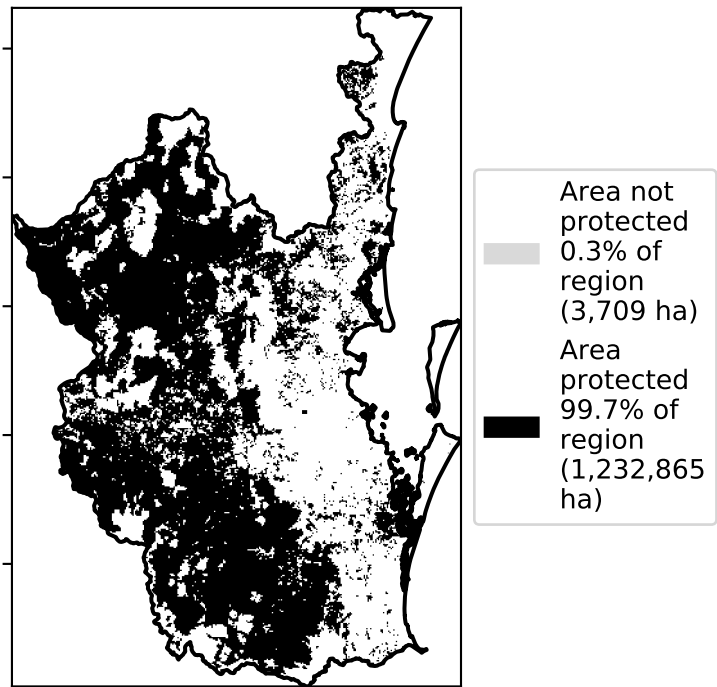 Area not
protected
0.3% of
region
(3,709 ha)
Area
protected
99.7% of
region
(1,232,865
ha)